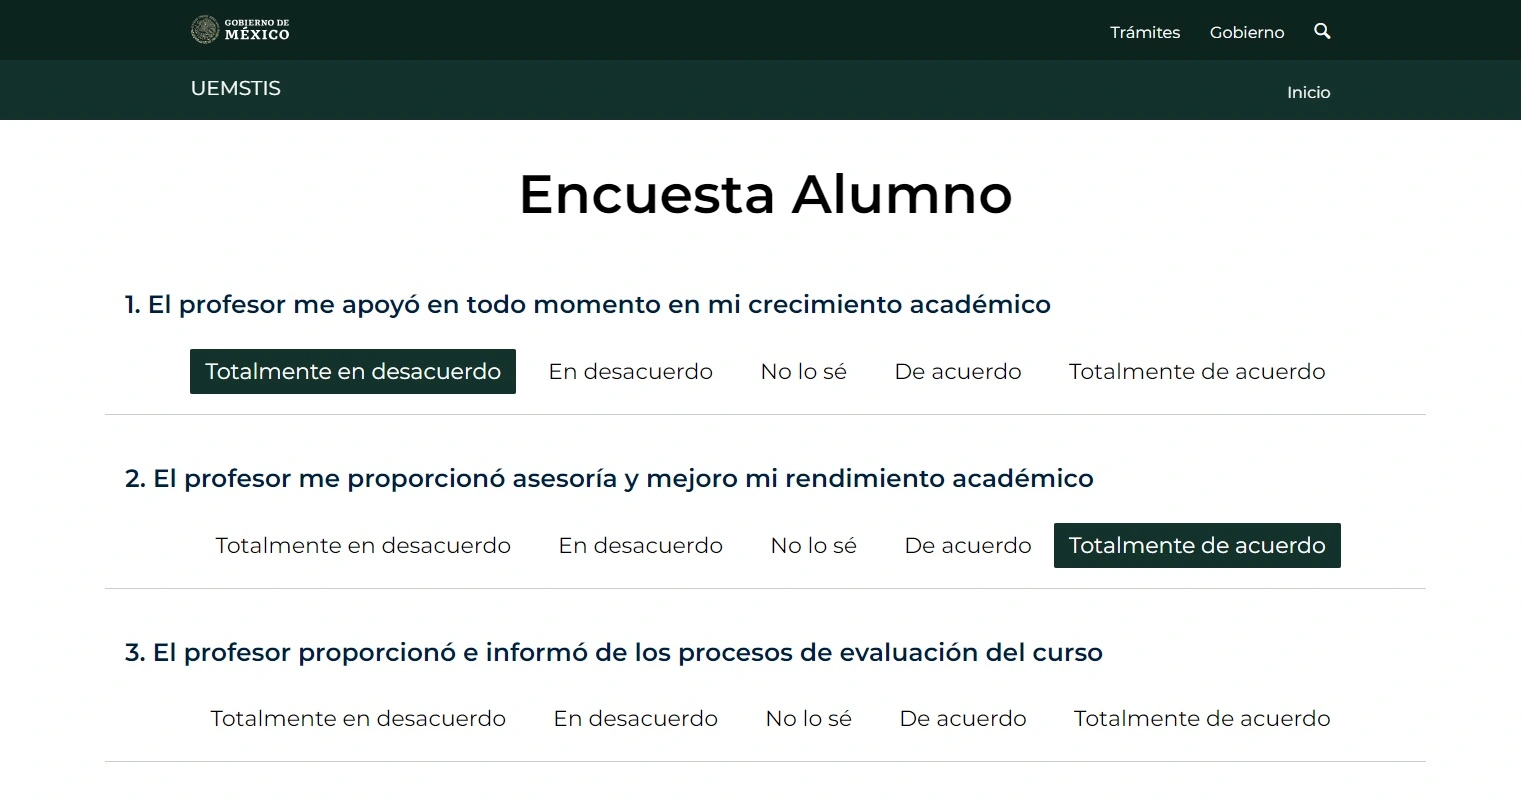 GOBIERNO DE
MÉXICO
Trámites Gobierno
UEMSTIS
Inicio
Encuesta Alumno
1. El profesor me apoyó en todo momento en mi crecimiento académico
Totalmente en desacuerdo En desacuerdo No lo sé De acuerdo Totalmente de acuerdo
2. El profesor me proporcionó asesoría y mejoro mi rendimiento académico
Totalmente en desacuerdo En desacuerdo No lo sé De acuerdo Totalmente de acuerdo
3. El profesor proporcionó e informó de los procesos de evaluación del curso
Totalmente en desacuerdo En desacuerdo No lo sé De acuerdo Totalmente de acuerdo